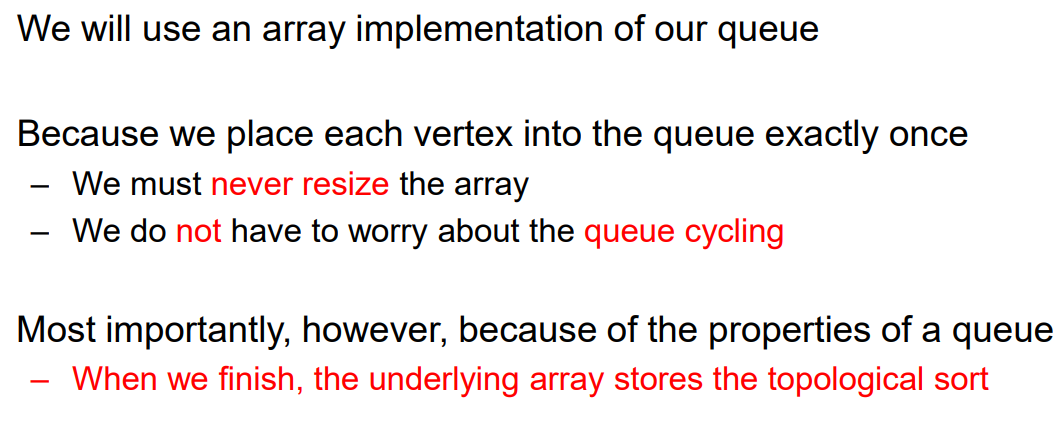 We will use an array implementation of our queue
Because we place each vertex into the queue exactly once
– We must never resize the array
– We do not have to worry about the queue cycling
Most importantly, however, because of the properties of a queue
– When we finish, the underlying array stores the topological sort